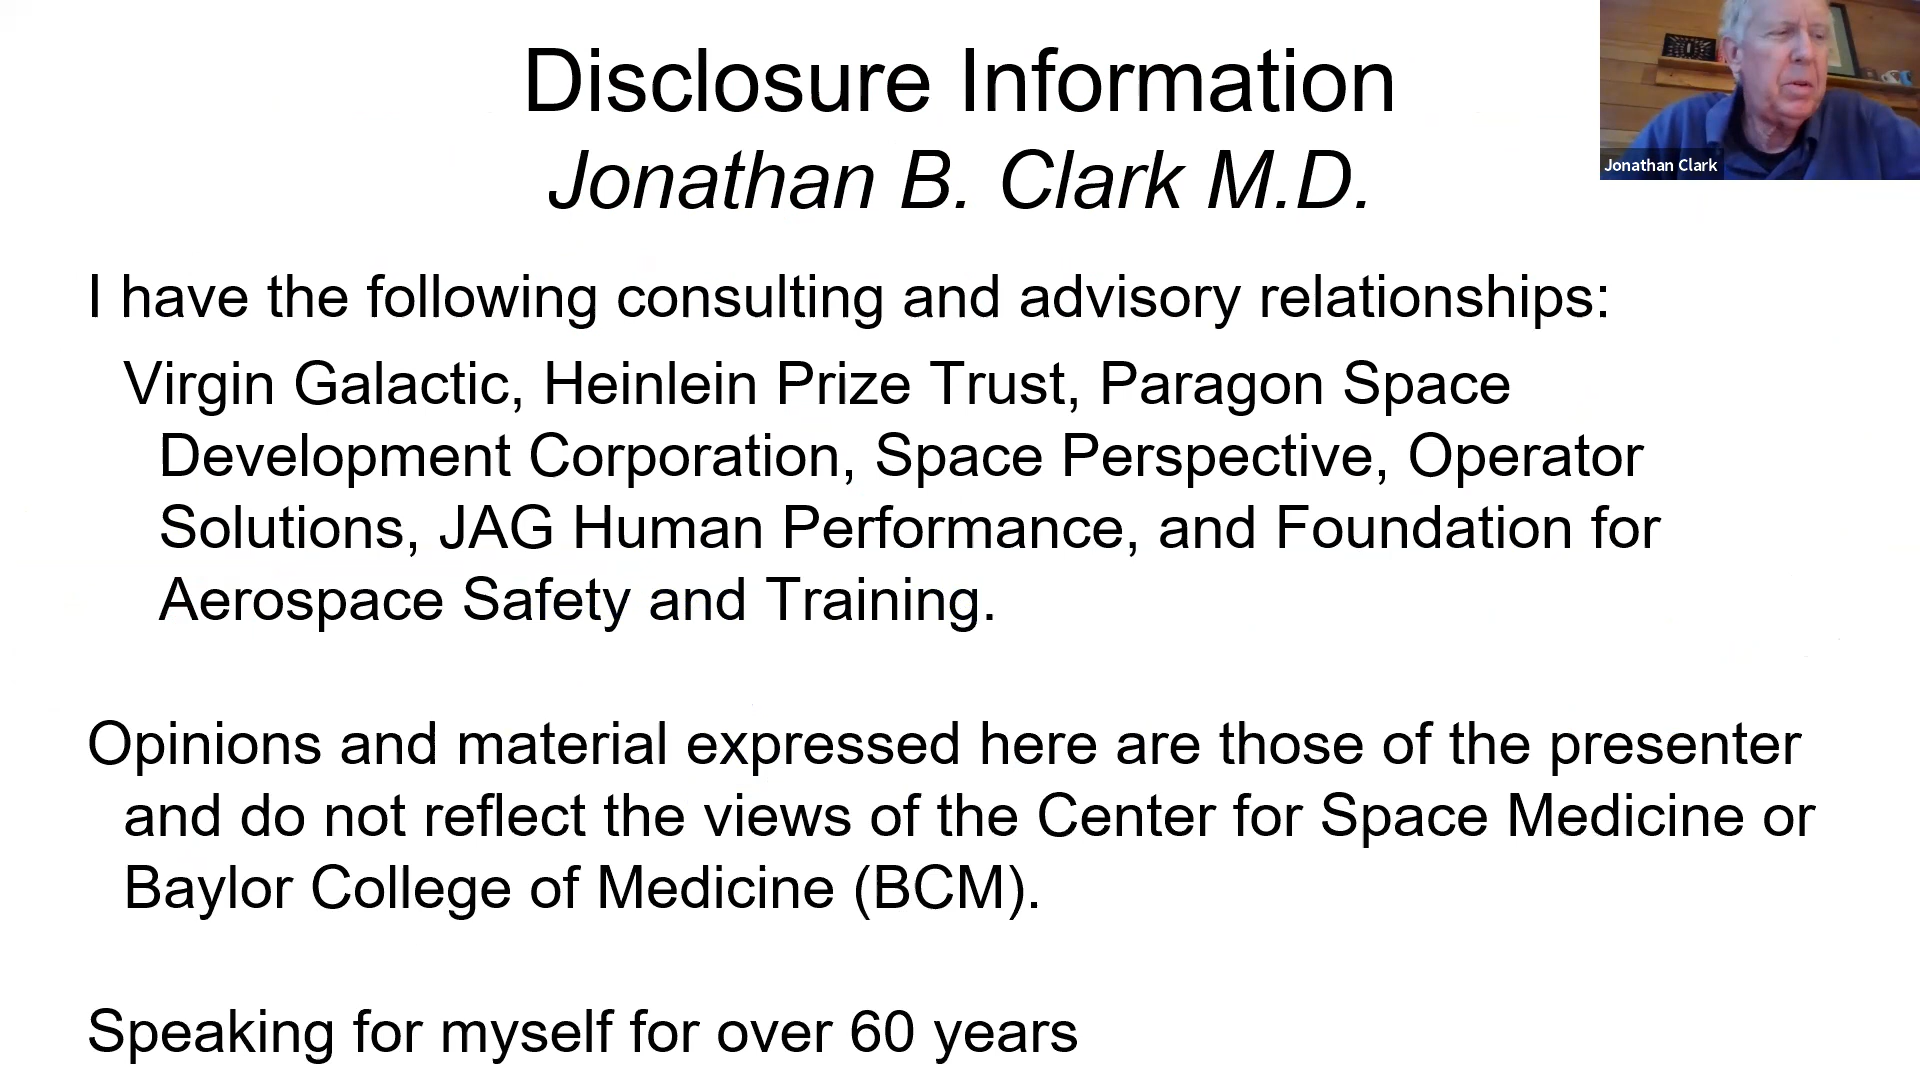 Disclosure Information
Jonathan B. Clark M.D.
Jonathan Clark
I have the following consulting and advisory relationships:
Virgin Galactic, Heinlein Prize Trust, Paragon Space
Development Corporation, Space Perspective, Operator
Solutions, JAG Human Performance, and Foundation for
Aerospace Safety and Training.
Opinions and material expressed here are those of the presenter
and do not reflect the views of the Center for Space Medicine or
Baylor College of Medicine (BCM).
Speaking for myself for over 60 years